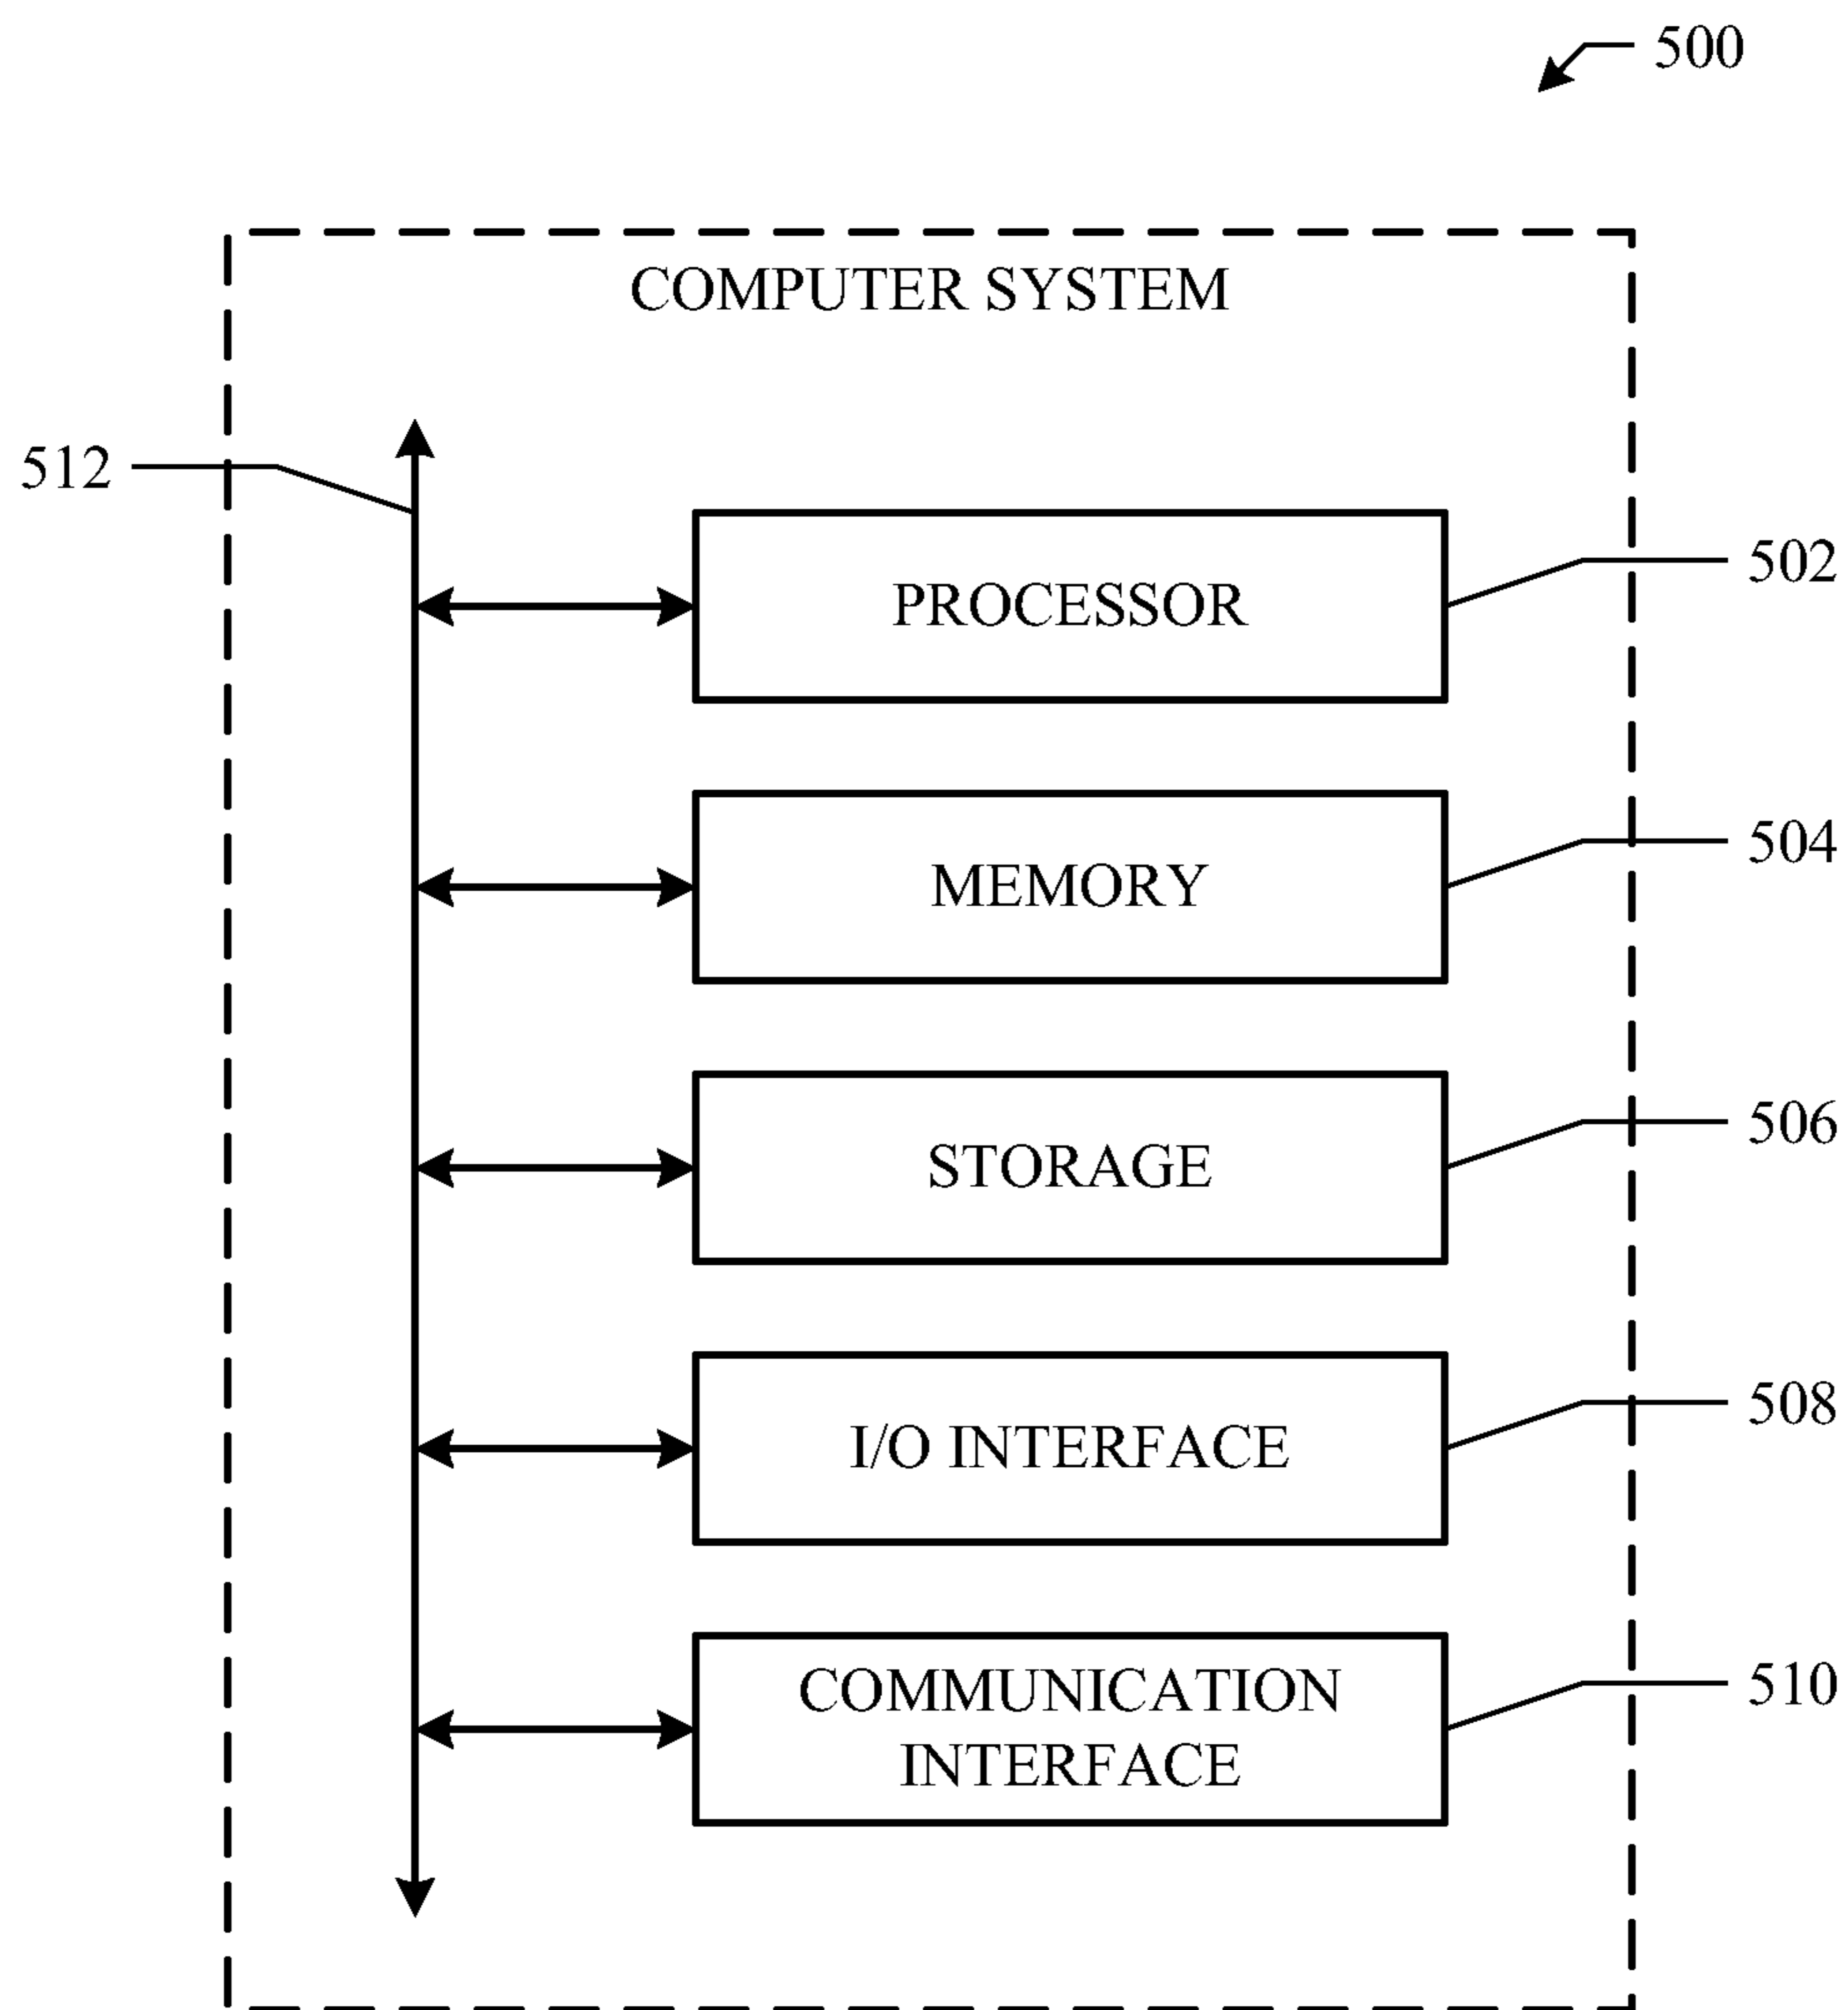 500
COMPUTER SYSTEM
512
PROCESSOR
502
MEMORY
504
STORAGE
506
I/O INTERFACE
508
COMMUNICATION
INTERFACE
510